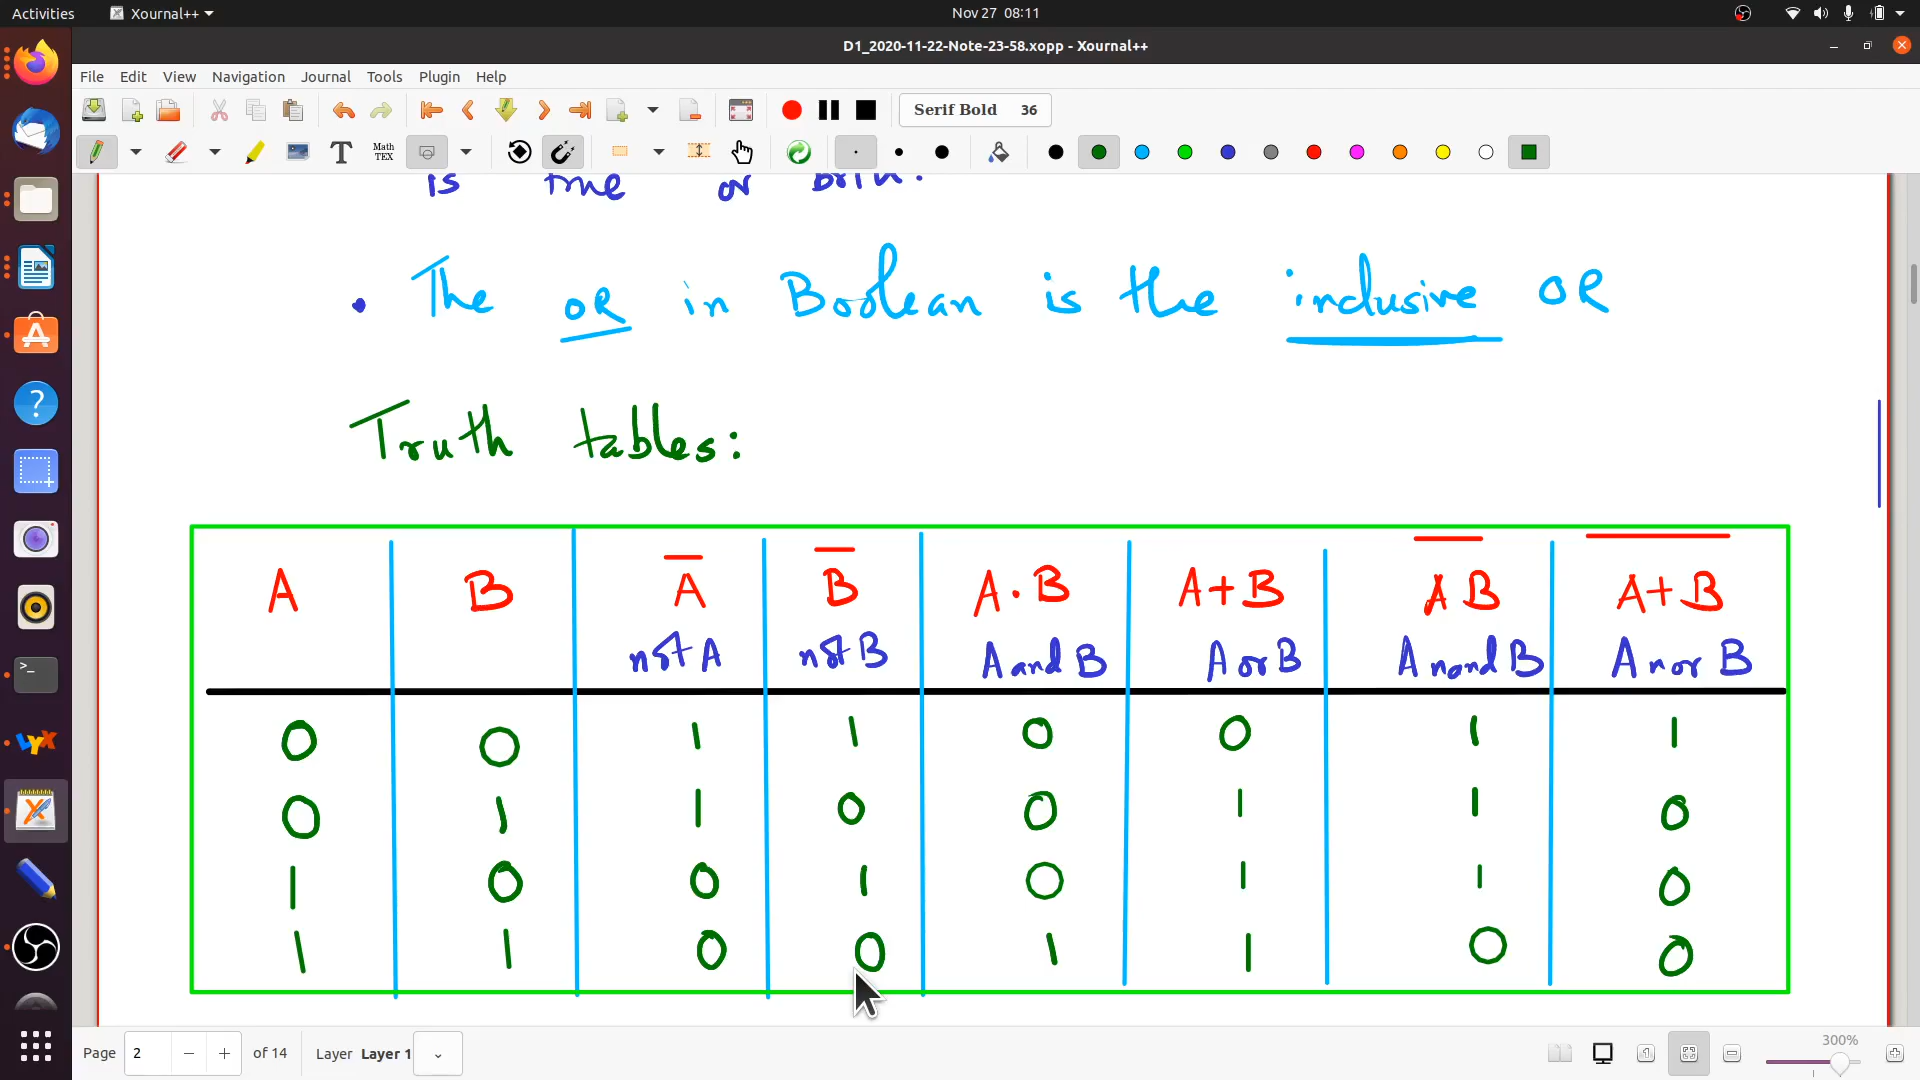 Activities Xournal++ Nov 27 08:11
D1_2020-11-22-Note-23-58.xopp - Xournal++
File Edit View Navigation Journal Tools Plugin Help
Serif Bold 36
T Math TEX
is true or both.
• The OR in Boolean is the inclusive OR
Truth tables:
A B A̅ B̅ A·B A+B A̅B̅ A̅+̅B̅
not A not B A and B A or B A nand B A nor B
0 0 1 1 0 0 1 1
0 1 1 0 0 1 1 0
1 0 0 1 0 1 1 0
1 1 0 0 1 1 0 0
Page 2 − + of 14 Layer Layer 1 300%